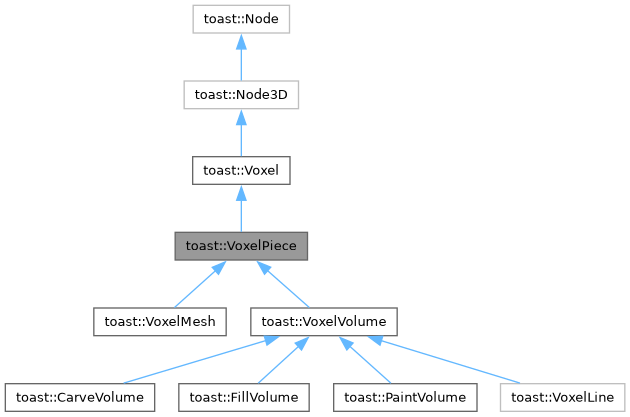 toast::Node
toast::Node3D
toast::Voxel
toast::VoxelPiece
toast::VoxelMesh
toast::VoxelVolume
toast::CarveVolume
toast::FillVolume
toast::PaintVolume
toast::VoxelLine